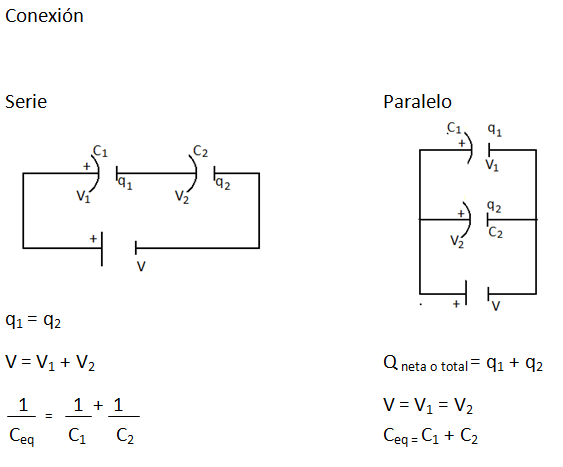 Conexión
Serie
C1
+
C2
q1
q2
V1
V2
+
V
q1 = q2
V = V1 + V2
1/Ceq = 1/C1 + 1/C2
Paralelo
C1
q1
+
V1
q2
+
C2
V2
+
V
Q neta o total = q1 + q2
V = V1 = V2
Ceq = C1 + C2